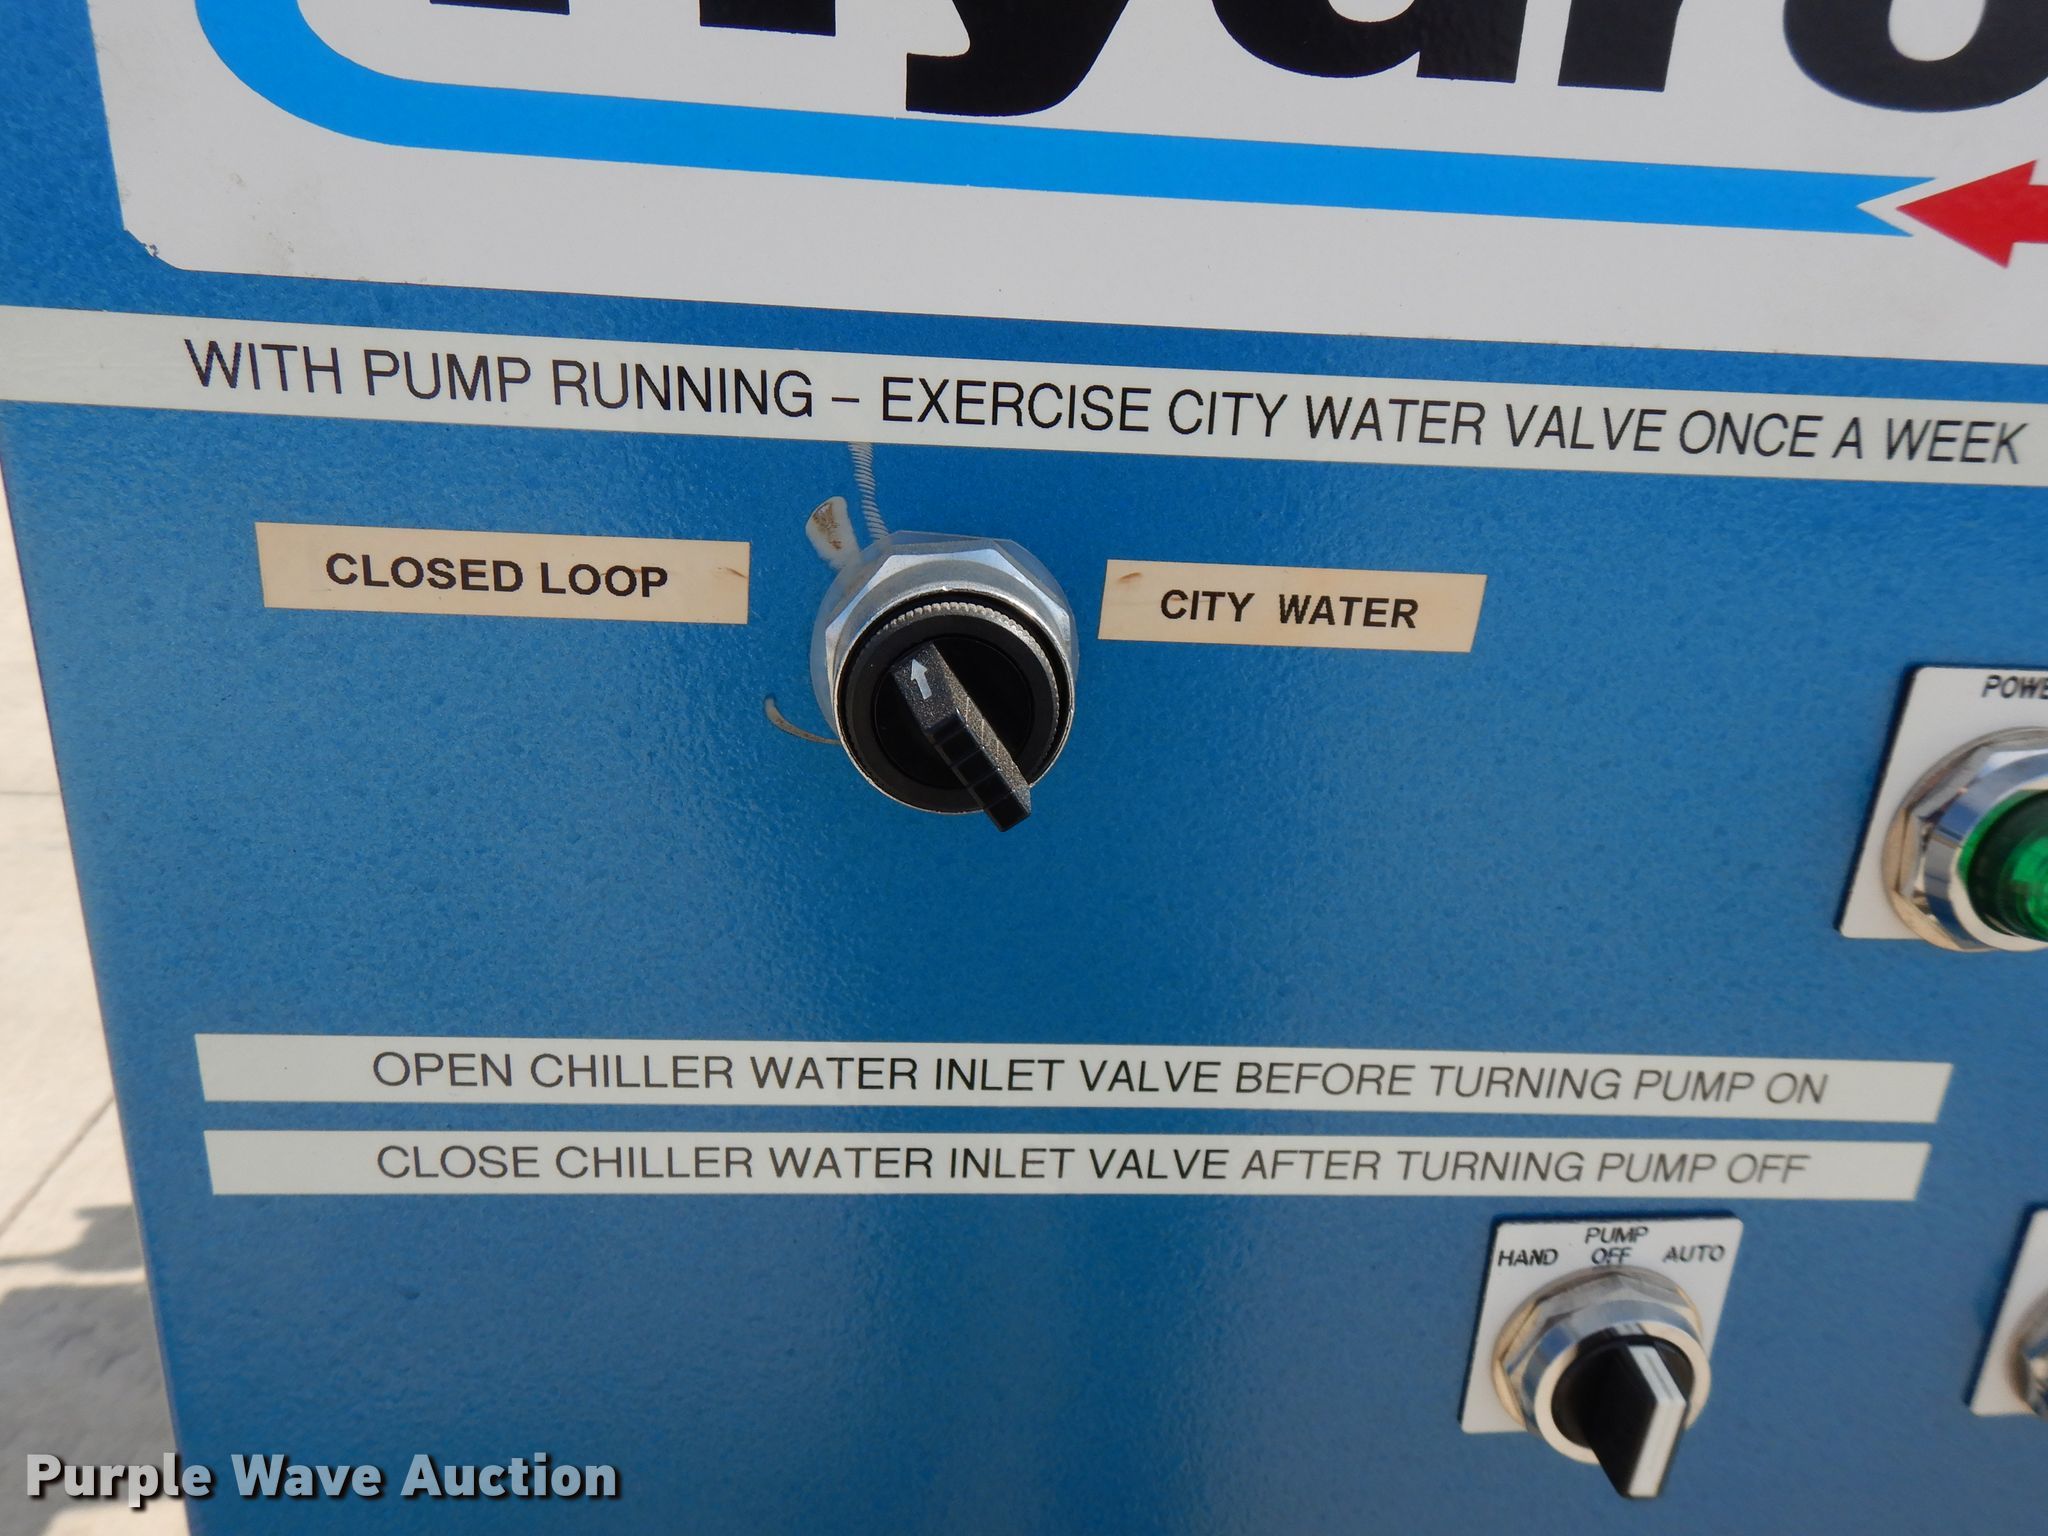 WITH PUMP RUNNING – EXERCISE CITY WATER VALVE ONCE A WEEK
CLOSED LOOP
CITY WATER
OPEN CHILLER WATER INLET VALVE BEFORE TURNING PUMP ON
CLOSE CHILLER WATER INLET VALVE AFTER TURNING PUMP OFF
PUMP
HAND OFF AUTO
Purple Wave Auction